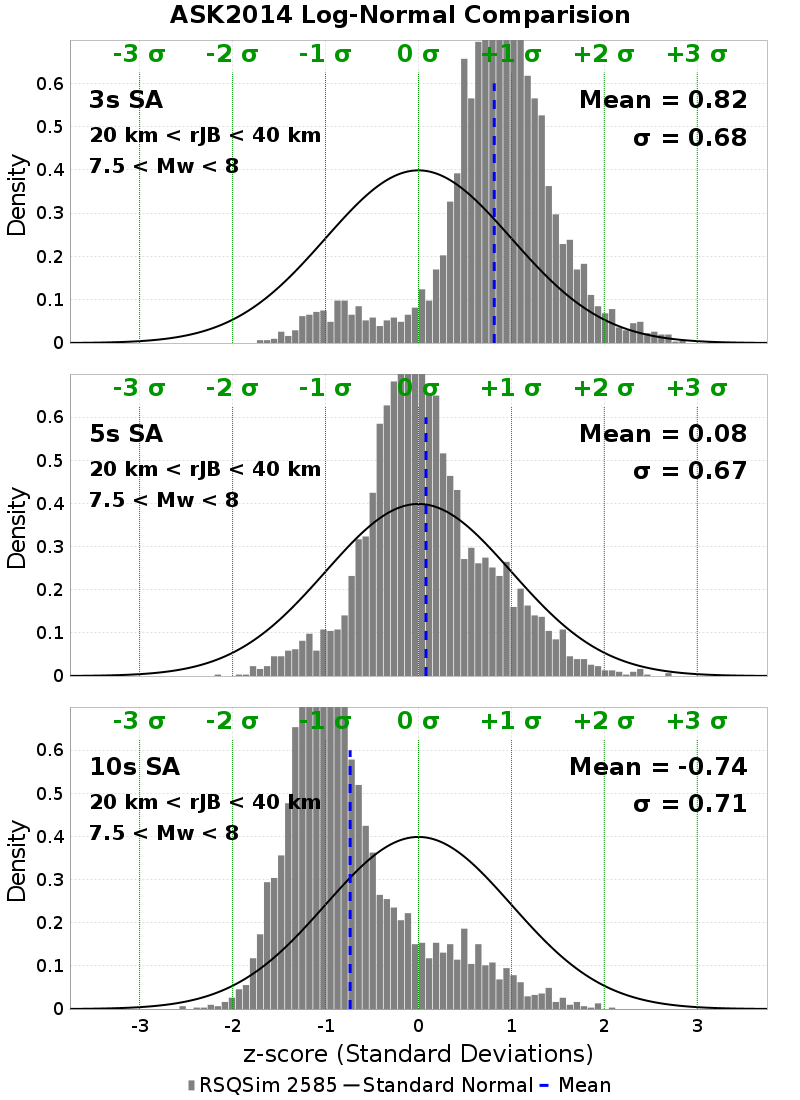 ASK2014 Log-Normal Comparision
-3 σ -2 σ -1 σ 0 σ +1 σ +2 σ +3 σ
3s SA
Mean = 0.82
20 km < rJB < 40 km
σ = 0.68
7.5 < Mw < 8
0.6
0.5
0.4
0.3
0.2
0.1
0
Density
-3 σ -2 σ -1 σ 0 σ +1 σ +2 σ +3 σ
5s SA
Mean = 0.08
20 km < rJB < 40 km
σ = 0.67
7.5 < Mw < 8
0.6
0.5
0.4
0.3
0.2
0.1
0
Density
-3 σ -2 σ -1 σ 0 σ +1 σ +2 σ +3 σ
10s SA
Mean = -0.74
20 km < rJB < 40 km
σ = 0.71
7.5 < Mw < 8
0.6
0.5
0.4
0.3
0.2
0.1
0
Density
-3 -2 -1 0 1 2 3
z-score (Standard Deviations)
RSQSim 2585 Standard Normal Mean